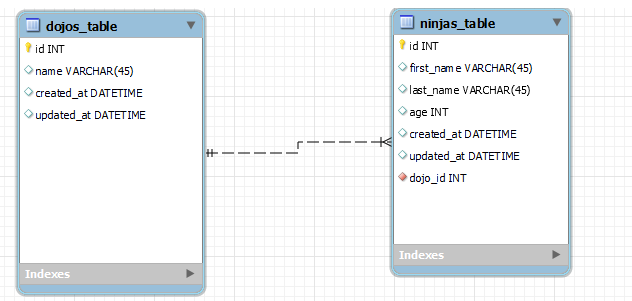 dojos_table
id INT
name VARCHAR(45)
created_at DATETIME
updated_at DATETIME
Indexes
ninjas_table
id INT
first_name VARCHAR(45)
last_name VARCHAR(45)
age INT
created_at DATETIME
updated_at DATETIME
dojo_id INT
Indexes